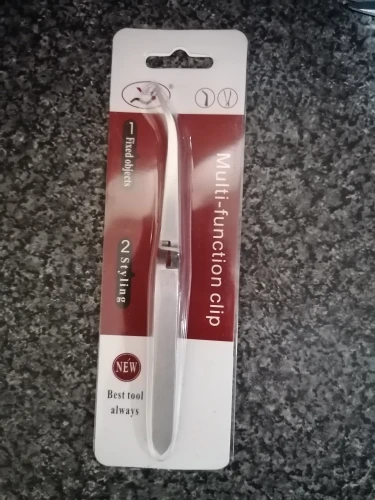 1 Fixed objects
Multi-function clip
2 Styling
NEW
Best tool
always